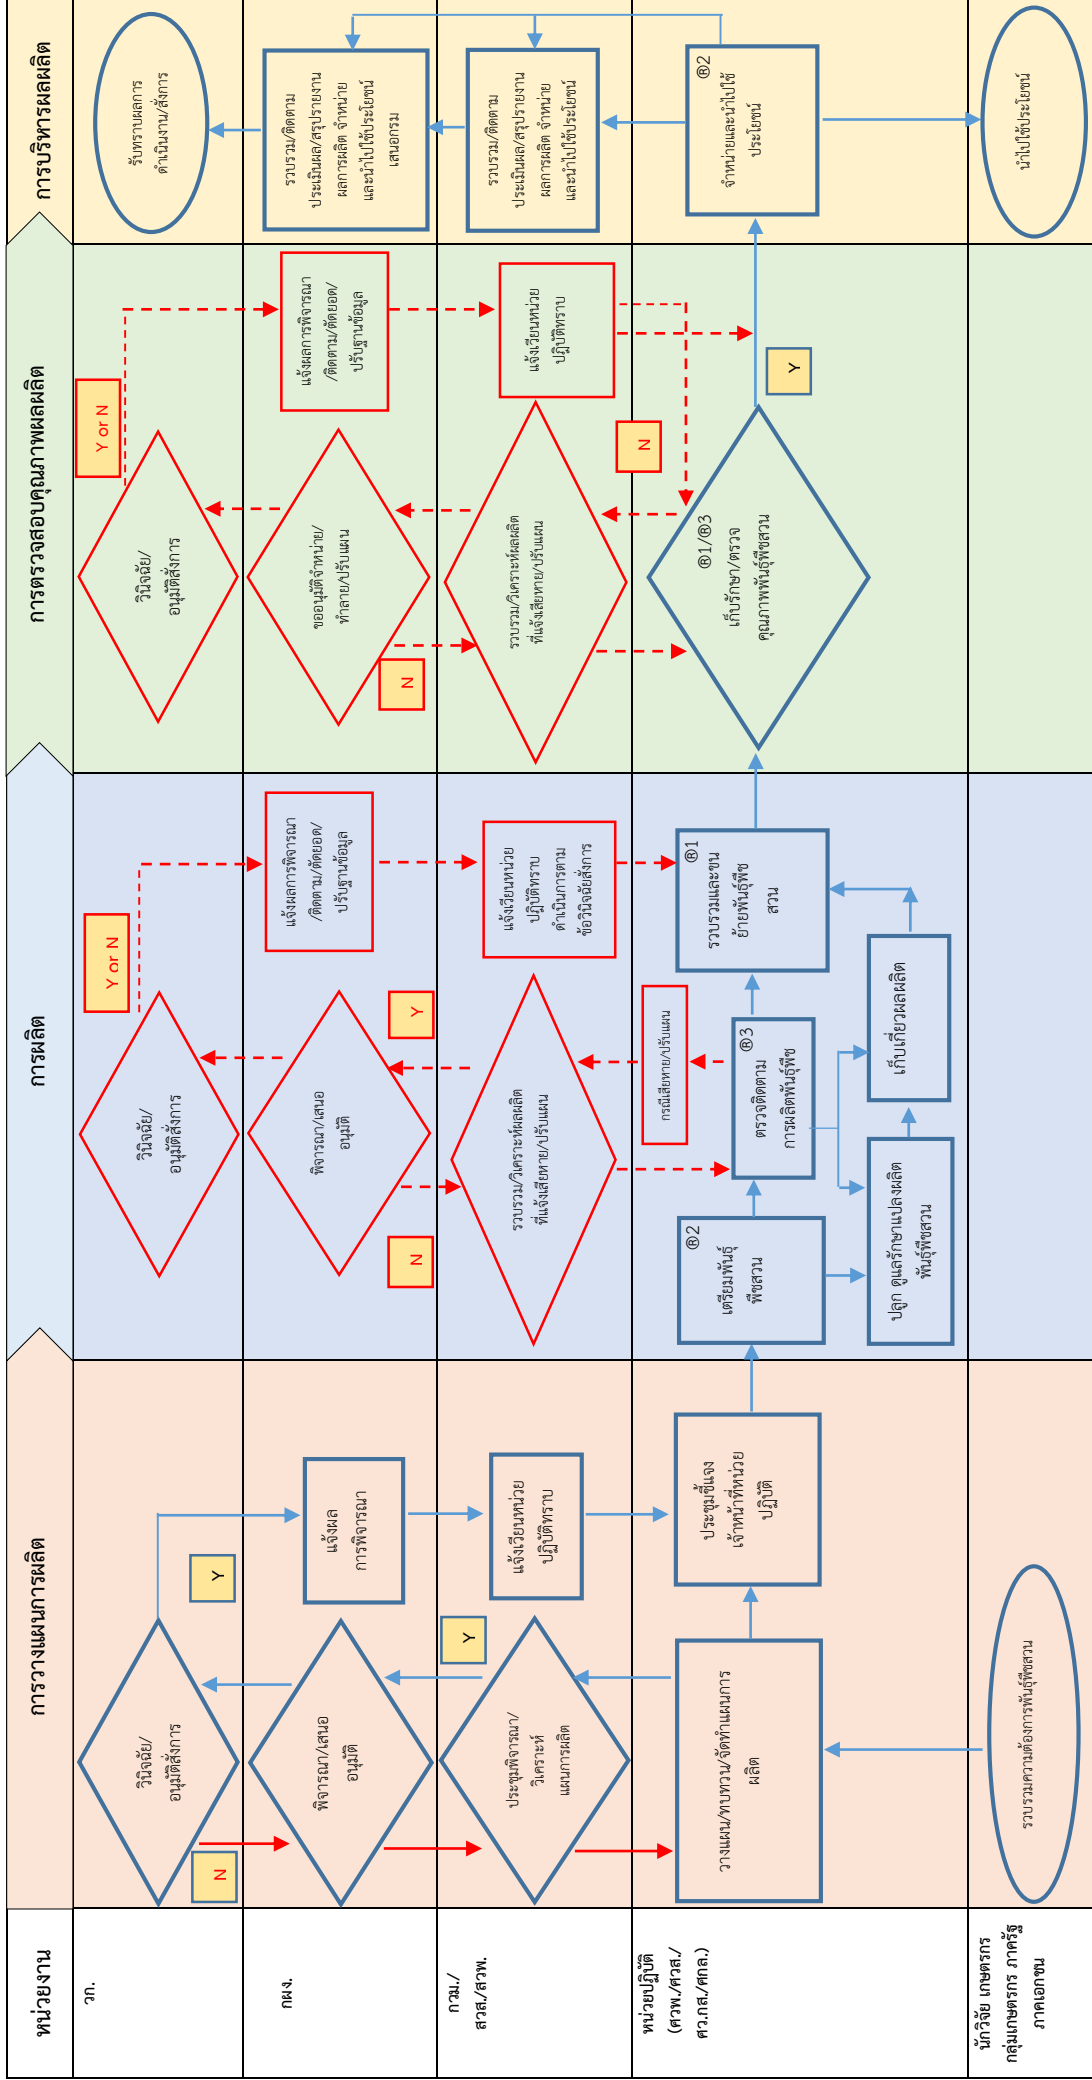 หน่วยงาน
การวางแผนการผลิต
การผลิต
การตรวจสอบคุณภาพผลผลิต
การบริหารผลผลิต
วก.
วินิจฉัย/
อนุมัติสั่งการ
N
Y
วินิจฉัย/
อนุมัติสั่งการ
Y or N
วินิจฉัย/
อนุมัติสั่งการ
Y or N
รับทราบผลการ
ดำเนินงาน/สั่งการ
กผง.
พิจารณา/เสนอ
อนุมัติ
แจ้งผล
การพิจารณา
พิจารณา/เสนอ
อนุมัติ
N
Y
แจ้งผลการพิจารณา
/ติดตาม/ตัดยอด/
ปรับฐานข้อมูล
ขออนุมัติจำหน่าย/
ทำลาย/ปรับแผน
N
แจ้งผลการพิจารณา
/ติดตาม/ตัดยอด/
ปรับฐานข้อมูล
รวบรวม/ติดตาม
ประเมินผล/สรุปรายงาน
ผลการผลิต จำหน่าย
และนำไปใช้ประโยชน์
เสนอกรม
กวม./
สวส./สวพ.
ประชุมพิจารณา/
วิเคราะห์
แผนการผลิต
Y
แจ้งเวียนหน่วย
ปฏิบัติทราบ
รวบรวม/วิเคราะห์ผลผลิต
ที่แจ้งเสียหาย/ปรับแผน
แจ้งเวียนหน่วย
ปฏิบัติทราบ
ดำเนินการตาม
ข้อวินิจฉัยสั่งการ
รวบรวม/วิเคราะห์ผลผลิต
ที่แจ้งเสียหาย/ปรับแผน
แจ้งเวียนหน่วย
ปฏิบัติทราบ
N
รวบรวม/ติดตาม
ประเมินผล/สรุปรายงาน
ผลการผลิต จำหน่าย
และนำไปใช้ประโยชน์
หน่วยปฏิบัติ
(ศวพ./ศวส./
ศว.กส./ศกล.)
วางแผน/ทบทวน/จัดทำแผนการ
ผลิต
ประชุมชี้แจง
เจ้าหน้าที่หน่วย
ปฏิบัติ
®2
เตรียมพันธุ์
พืชสวน
กรณีเสียหาย/ปรับแผน
®3
ตรวจติดตาม
การผลิตพันธุ์พืช
®1
รวบรวมและขน
ย้ายพันธุ์พืช
สวน
ปลูก ดูแลรักษาแปลงผลิต
พันธุ์พืชสวน
เก็บเกี่ยวผลผลิต
®1/®3
เก็บรักษา/ตรวจ
คุณภาพพันธุ์พืชสวน
Y
®2
จำหน่ายและนำไปใช้
ประโยชน์
นักวิจัย เกษตรกร
กลุ่มเกษตรกร ภาครัฐ
ภาคเอกชน
รวบรวมความต้องการพันธุ์พืชสวน
นำไปใช้ประโยชน์